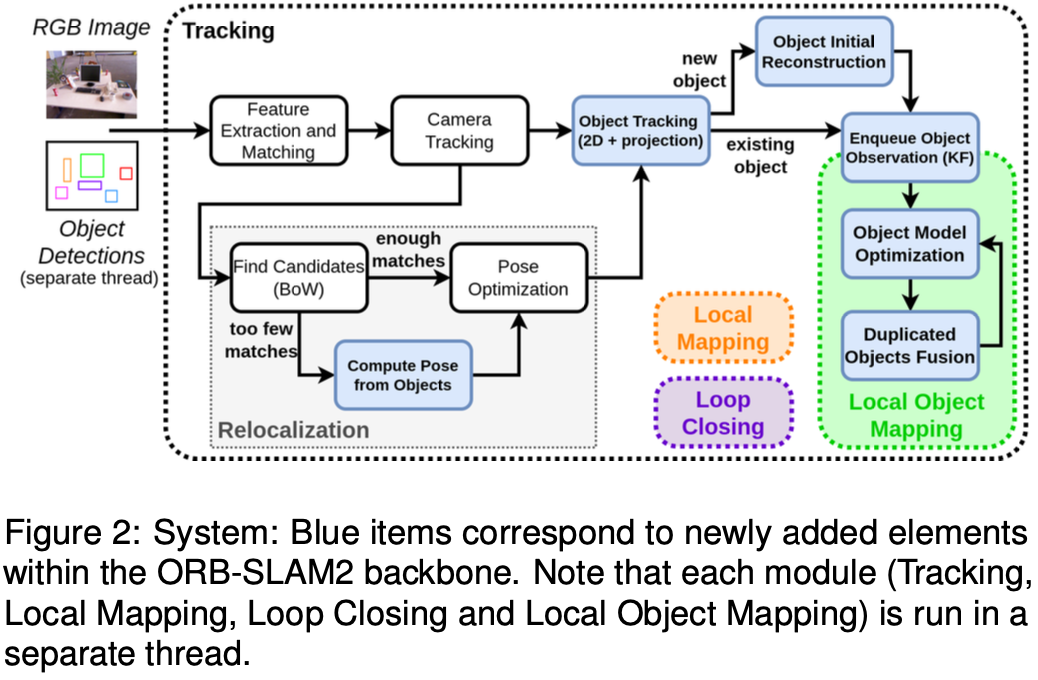 RGB Image
Object
Detections
(separate thread)
Tracking
Feature
Extraction and
Matching
Camera
Tracking
Object Tracking
(2D + projection)
new
object
existing
object
Object Initial
Reconstruction
Enqueue Object
Observation (KF)
Object Model
Optimization
Duplicated
Objects Fusion
Local Object
Mapping
Find Candidates
(BoW)
enough
matches
Pose
Optimization
too few
matches
Compute Pose
from Objects
Relocalization
Local
Mapping
Loop
Closing
Figure 2: System: Blue items correspond to newly added elements
within the ORB-SLAM2 backbone. Note that each module (Tracking,
Local Mapping, Loop Closing and Local Object Mapping) is run in a
separate thread.